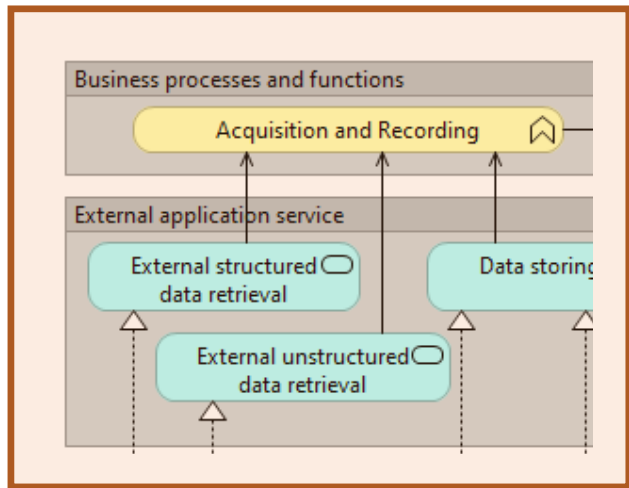 Business processes and functions
Acquisition and Recording
External application service
External structured
data retrieval
Data storing
External unstructured
data retrieval